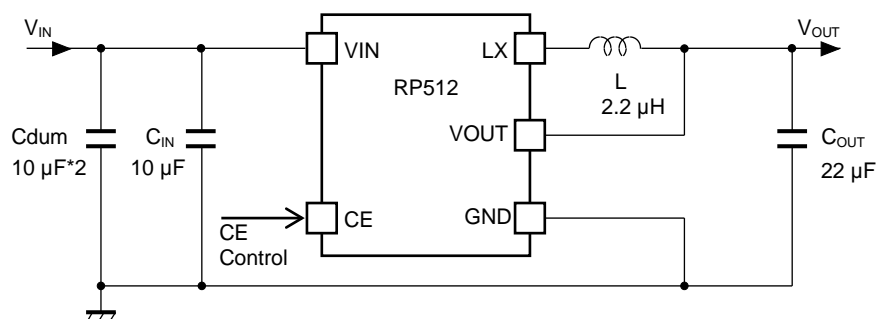 VIN
VOUT
VIN
LX
RP512
L
2.2 µH
Cdum
10 µF*2
CIN
10 µF
VOUT
COUT
22 µF
CE
GND
CE
Control